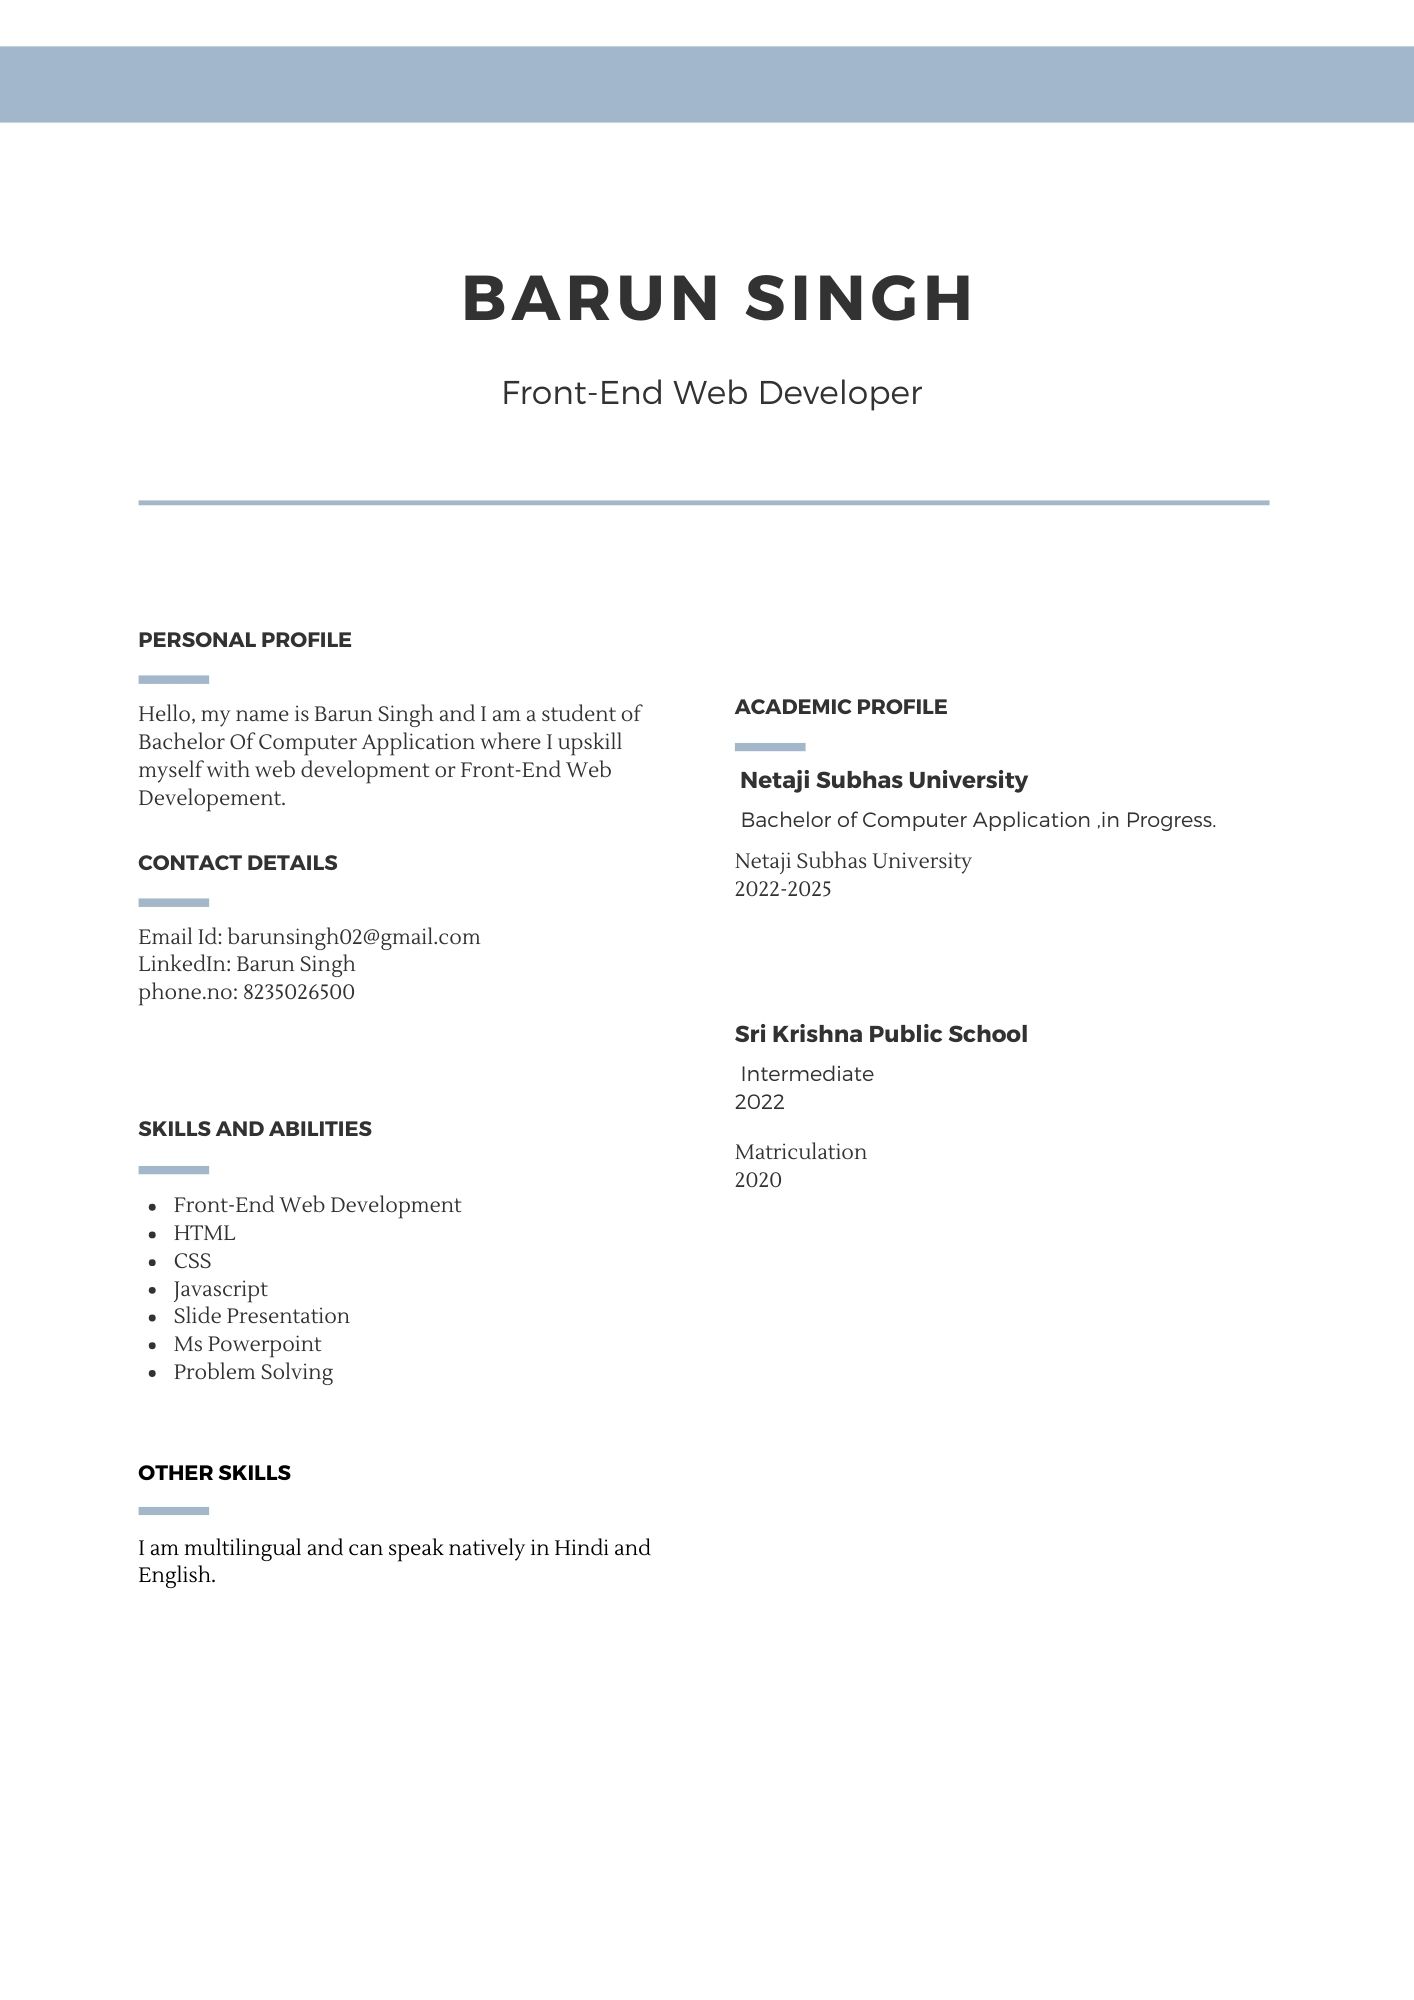 BARUN SINGH
Front-End Web Developer
PERSONAL PROFILE
Hello, my name is Barun Singh and I am a student of
Bachelor Of Computer Application where I upskill
myself with web development or Front-End Web
Developement.
CONTACT DETAILS
Email Id: barunsingh02@gmail.com
LinkedIn: Barun Singh
phone.no: 8235026500
SKILLS AND ABILITIES
• Front-End Web Development
• HTML
• CSS
• Javascript
• Slide Presentation
• Ms Powerpoint
• Problem Solving
OTHER SKILLS
I am multilingual and can speak natively in Hindi and
English.
ACADEMIC PROFILE
Netaji Subhas University
Bachelor of Computer Application ,in Progress.
Netaji Subhas University
2022-2025
Sri Krishna Public School
Intermediate
2022
Matriculation
2020